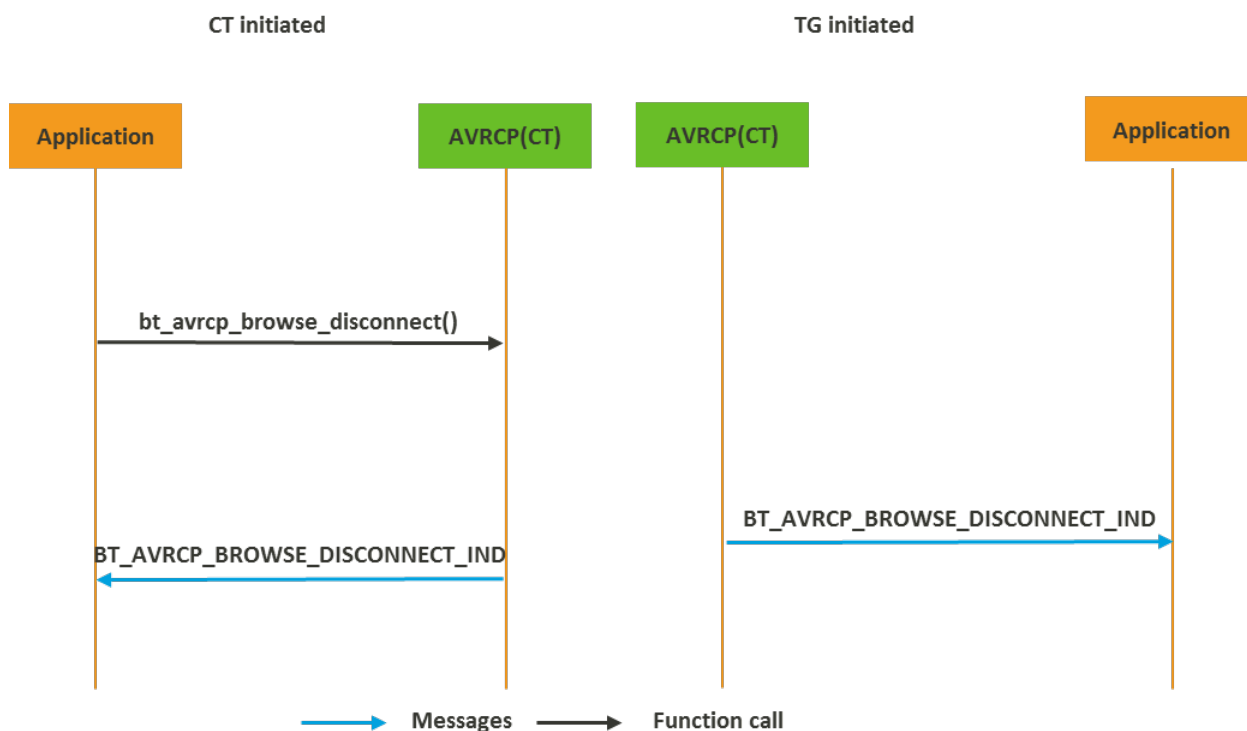 CT initiated
TG initiated
Application
AVRCP(CT)
AVRCP(CT)
Application
bt_avrcp_browse_disconnect()
BT_AVRCP_BROWSE_DISCONNECT_IND
BT_AVRCP_BROWSE_DISCONNECT_IND
Messages
Function call